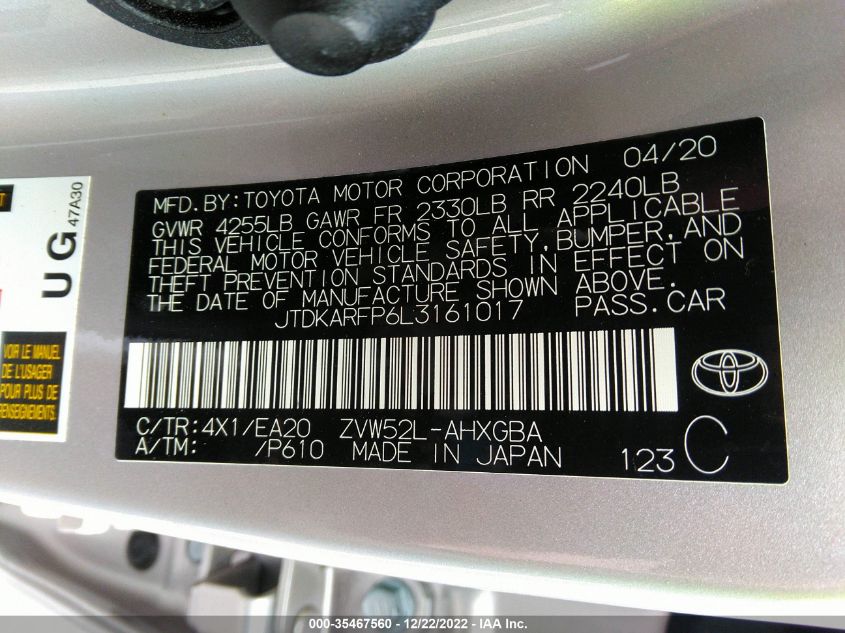 MFD. BY: TOYOTA MOTOR CORPORATION 04/20
GVWR 4255LB GAWR FR 2330LB RR 2240LB
THIS VEHICLE CONFORMS TO ALL APPLICABLE
FEDERAL MOTOR VEHICLE SAFETY, BUMPER, AND
THEFT PREVENTION STANDARDS IN EFFECT ON
THE DATE OF MANUFACTURE SHOWN ABOVE.
JTDKARFP6L3161017 PASS. CAR
C/TR: 4X1/EA20 ZVW52L-AHXGBA
A/TM: /P610 MADE IN JAPAN 123 C
UG 47A30
VOIR LE MANUEL
DE L'USAGER
POUR PLUS DE
RENSEIGNEMENTS
000-35467560 - 12/22/2022 - IAA Inc.